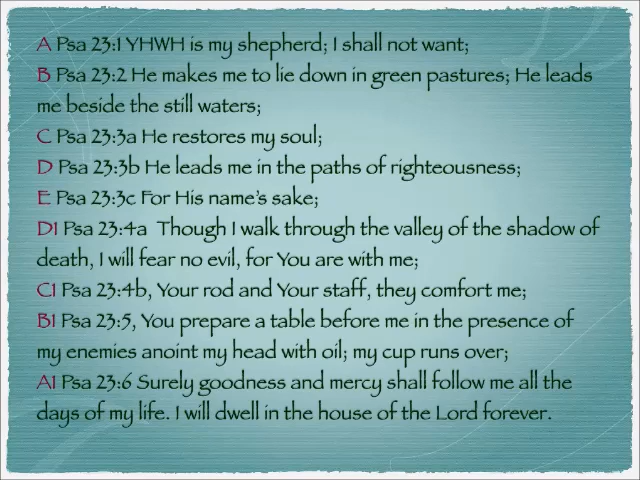 A Psa 23:1 YHWH is my shepherd; I shall not want;
B Psa 23:2 He makes me to lie down in green pastures; He leads
me beside the still waters;
C Psa 23:3a He restores my soul;
D Psa 23:3b He leads me in the paths of righteousness;
E Psa 23:3c For His name's sake;
D1 Psa 23:4a Though I walk through the valley of the shadow of
death, I will fear no evil, for You are with me;
C1 Psa 23:4b, Your rod and Your staff, they comfort me;
B1 Psa 23:5, You prepare a table before me in the presence of
my enemies anoint my head with oil; my cup runs over;
A1 Psa 23:6 Surely goodness and mercy shall follow me all the
days of my life. I will dwell in the house of the Lord forever.